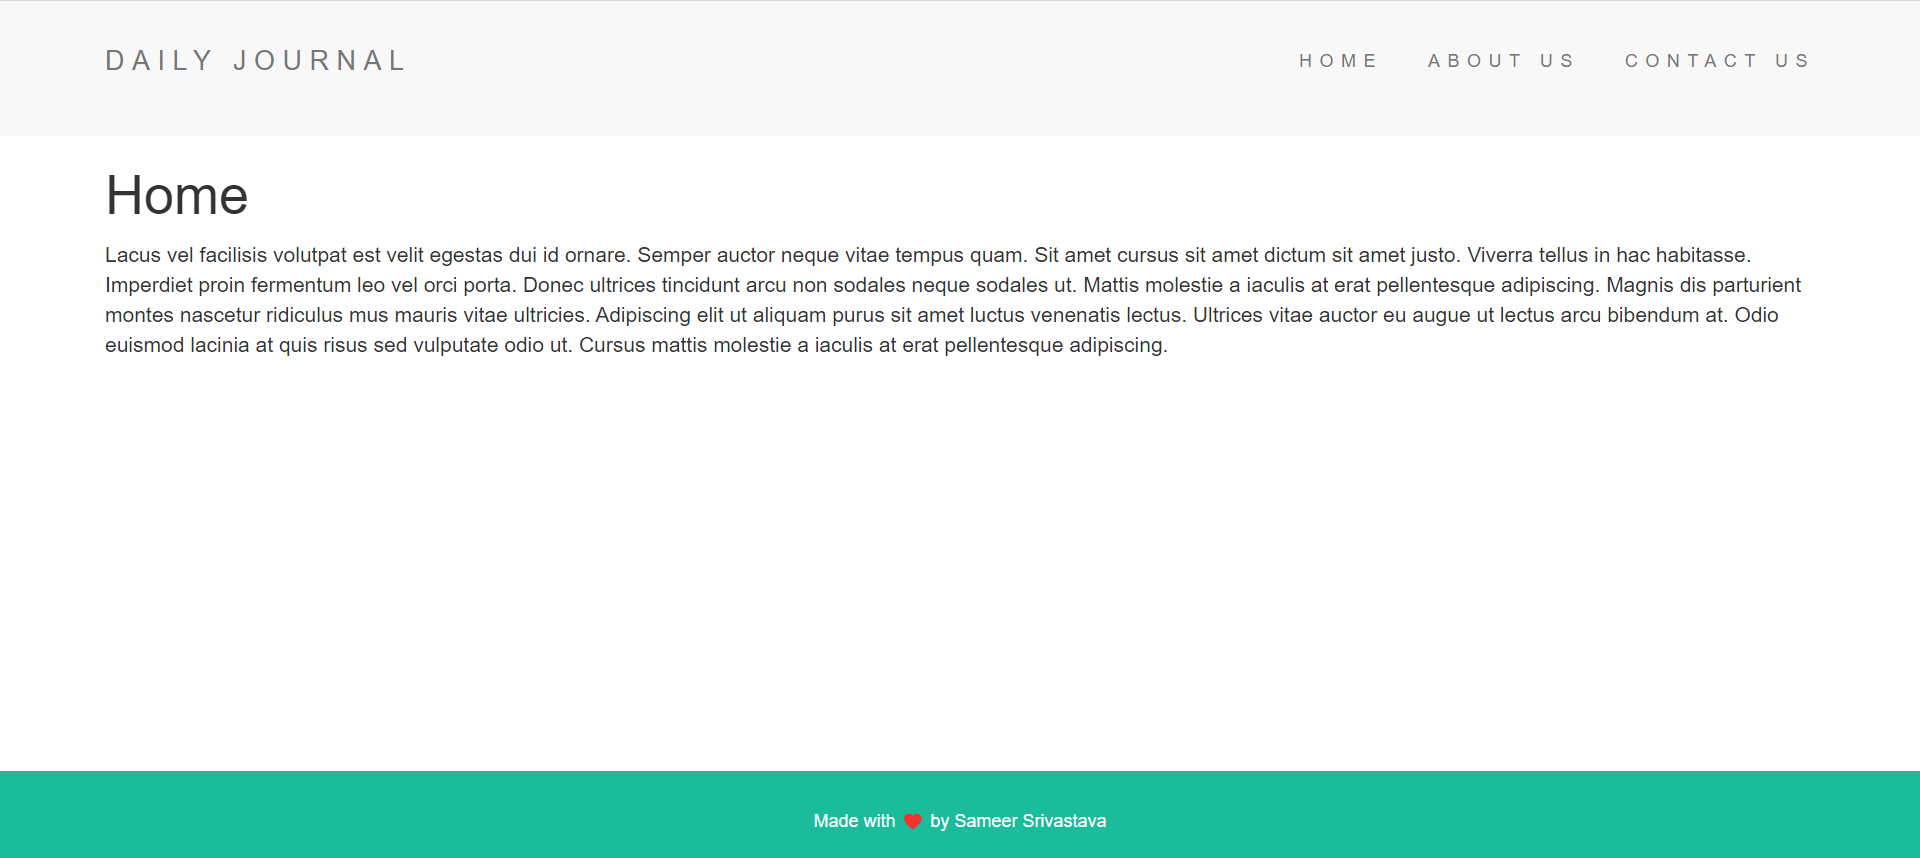 DAILY JOURNAL
HOME ABOUT US CONTACT US
Home
Lacus vel facilisis volutpat est velit egestas dui id ornare. Semper auctor neque vitae tempus quam. Sit amet cursus sit amet dictum sit amet justo. Viverra tellus in hac habitasse.
Imperdiet proin fermentum leo vel orci porta. Donec ultrices tincidunt arcu non sodales neque sodales ut. Mattis molestie a iaculis at erat pellentesque adipiscing. Magnis dis parturient
montes nascetur ridiculus mus mauris vitae ultricies. Adipiscing elit ut aliquam purus sit amet luctus venenatis lectus. Ultrices vitae auctor eu augue ut lectus arcu bibendum at. Odio
euismod lacinia at quis risus sed vulputate odio ut. Cursus mattis molestie a iaculis at erat pellentesque adipiscing.
Made with ❤️ by Sameer Srivastava